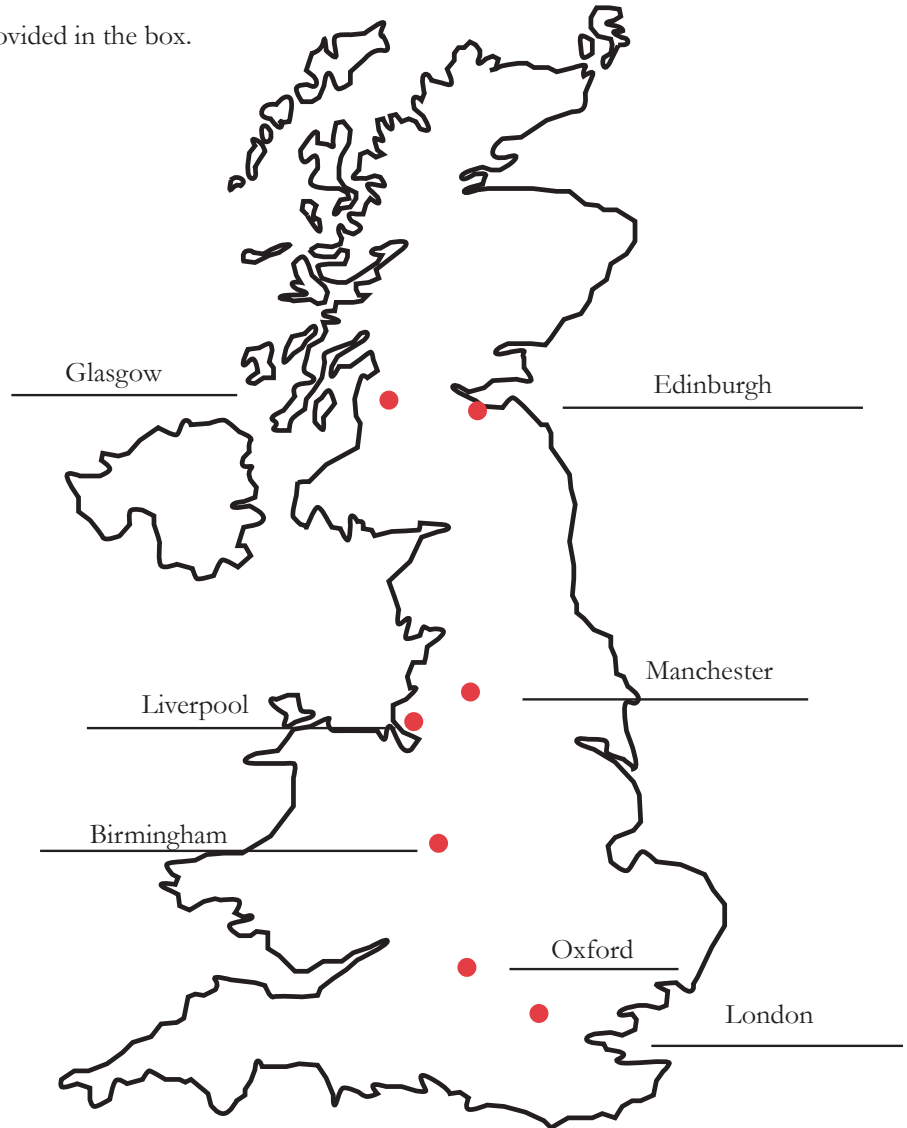 ovided in the box.
Glasgow
Edinburgh
Manchester
Liverpool
Birmingham
Oxford
London